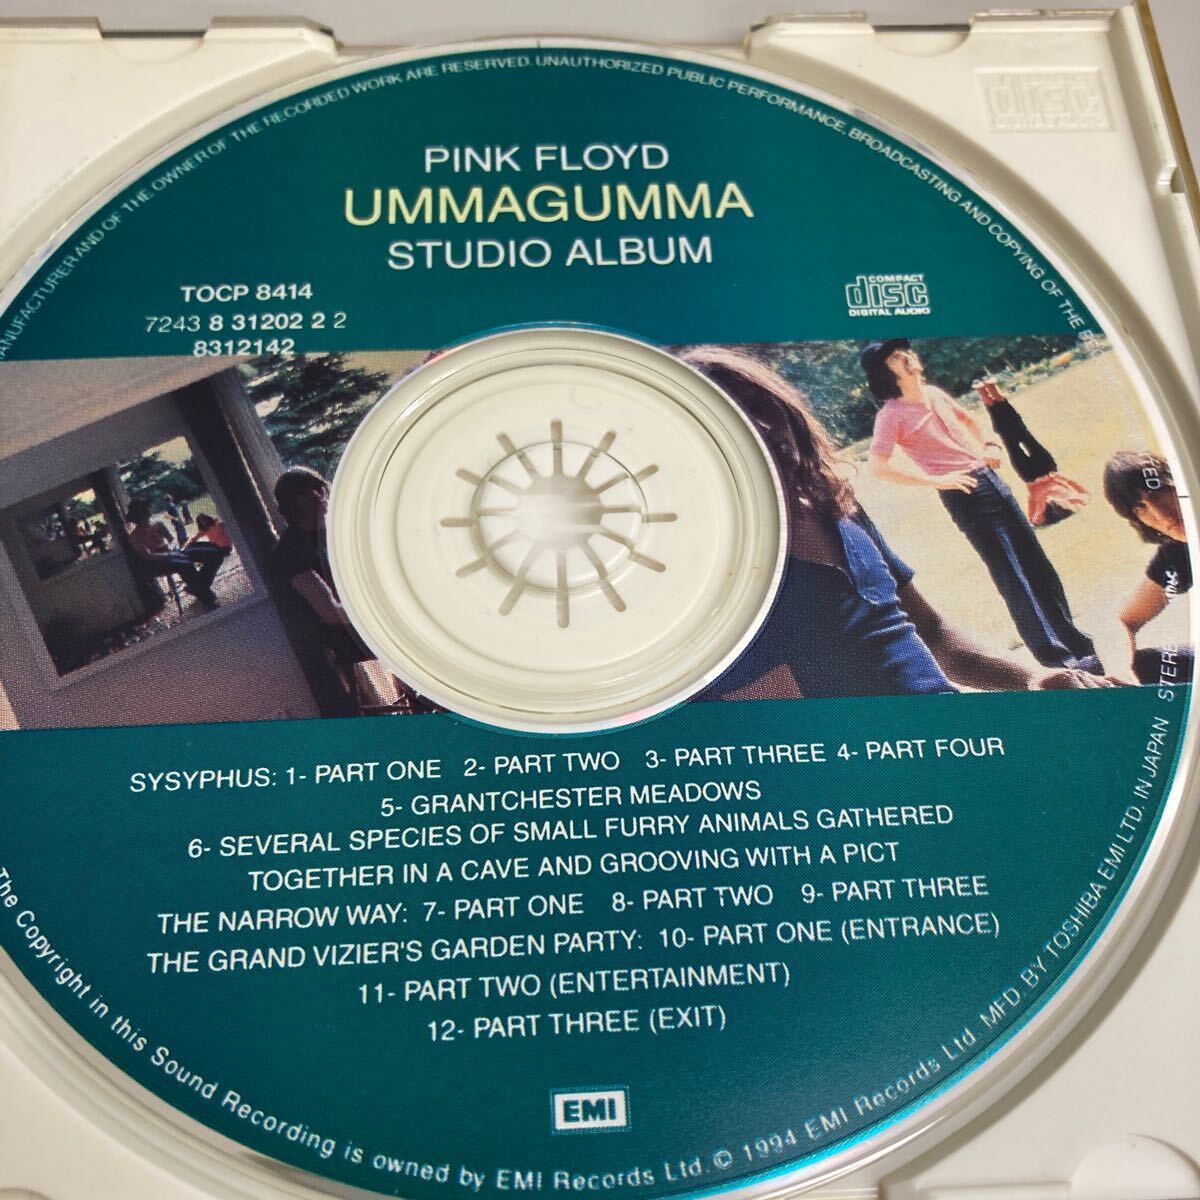 MANUFACTURER AND OF THE OWNER OF THE RECORDED WORK ARE RESERVED. UNAUTHORIZED PUBLIC PERFORMANCE, BROADCASTING AND COPYING OF THE
PINK FLOYD
UMMAGUMMA
STUDIO ALBUM
TOCP 8414
7243 8 31202 2 2
8312142
COMPACT
disc
DIGITAL AUDIO
disc
SYSYPHUS: 1- PART ONE 2- PART TWO 3- PART THREE 4- PART FOUR
5- GRANTCHESTER MEADOWS
6- SEVERAL SPECIES OF SMALL FURRY ANIMALS GATHERED
TOGETHER IN A CAVE AND GROOVING WITH A PICT
THE NARROW WAY: 7- PART ONE 8- PART TWO 9- PART THREE
THE GRAND VIZIER'S GARDEN PARTY: 10- PART ONE (ENTRANCE)
11- PART TWO (ENTERTAINMENT)
12- PART THREE (EXIT)
EMI
The Copyright in this Sound Recording is owned by EMI Records Ltd. © 1994 EMI Records Ltd. MFD. BY TOSHIBA EMI LTD. IN JAPAN STEREO